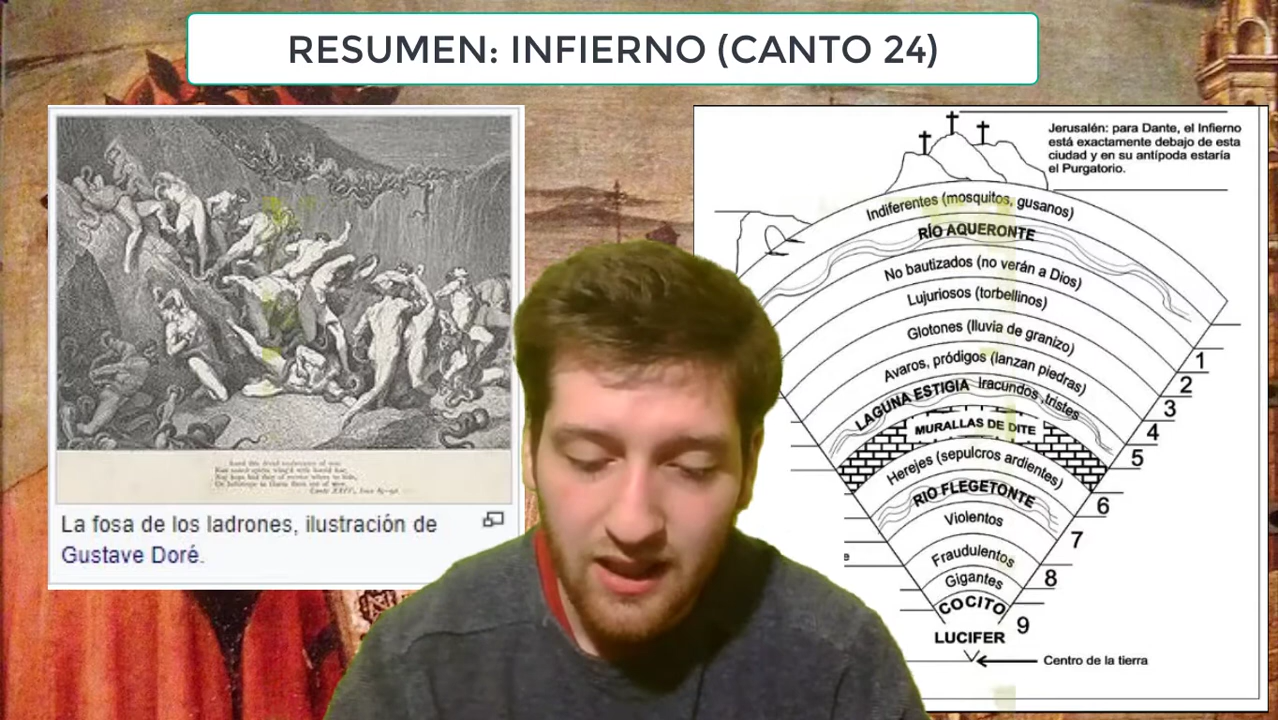 RESUMEN: INFIERNO (CANTO 24)
La fosa de los ladrones, ilustración de
Gustave Doré.
Jerusalén: para Dante, el Infierno
está exactamente debajo de esta
ciudad y en su antípoda estaría
el Purgatorio.
Indiferentes (mosquitos, gusanos)
RÍO AQUERONTE
No bautizados (no verán a Dios)
Lujuriosos (torbellinos)
Glotones (lluvia de granizo)
Avaros, pródigos (lanzan piedras)
LAGUNA ESTIGIA Iracundos, tristes
MURALLAS DE DITE
Herejes (sepulcros ardientes)
RIO FLEGETONTE
Violentos
Fraudulentos
Gigantes
COCITO
LUCIFER
1
2
3
4
5
6
7
8
9
Centro de la tierra